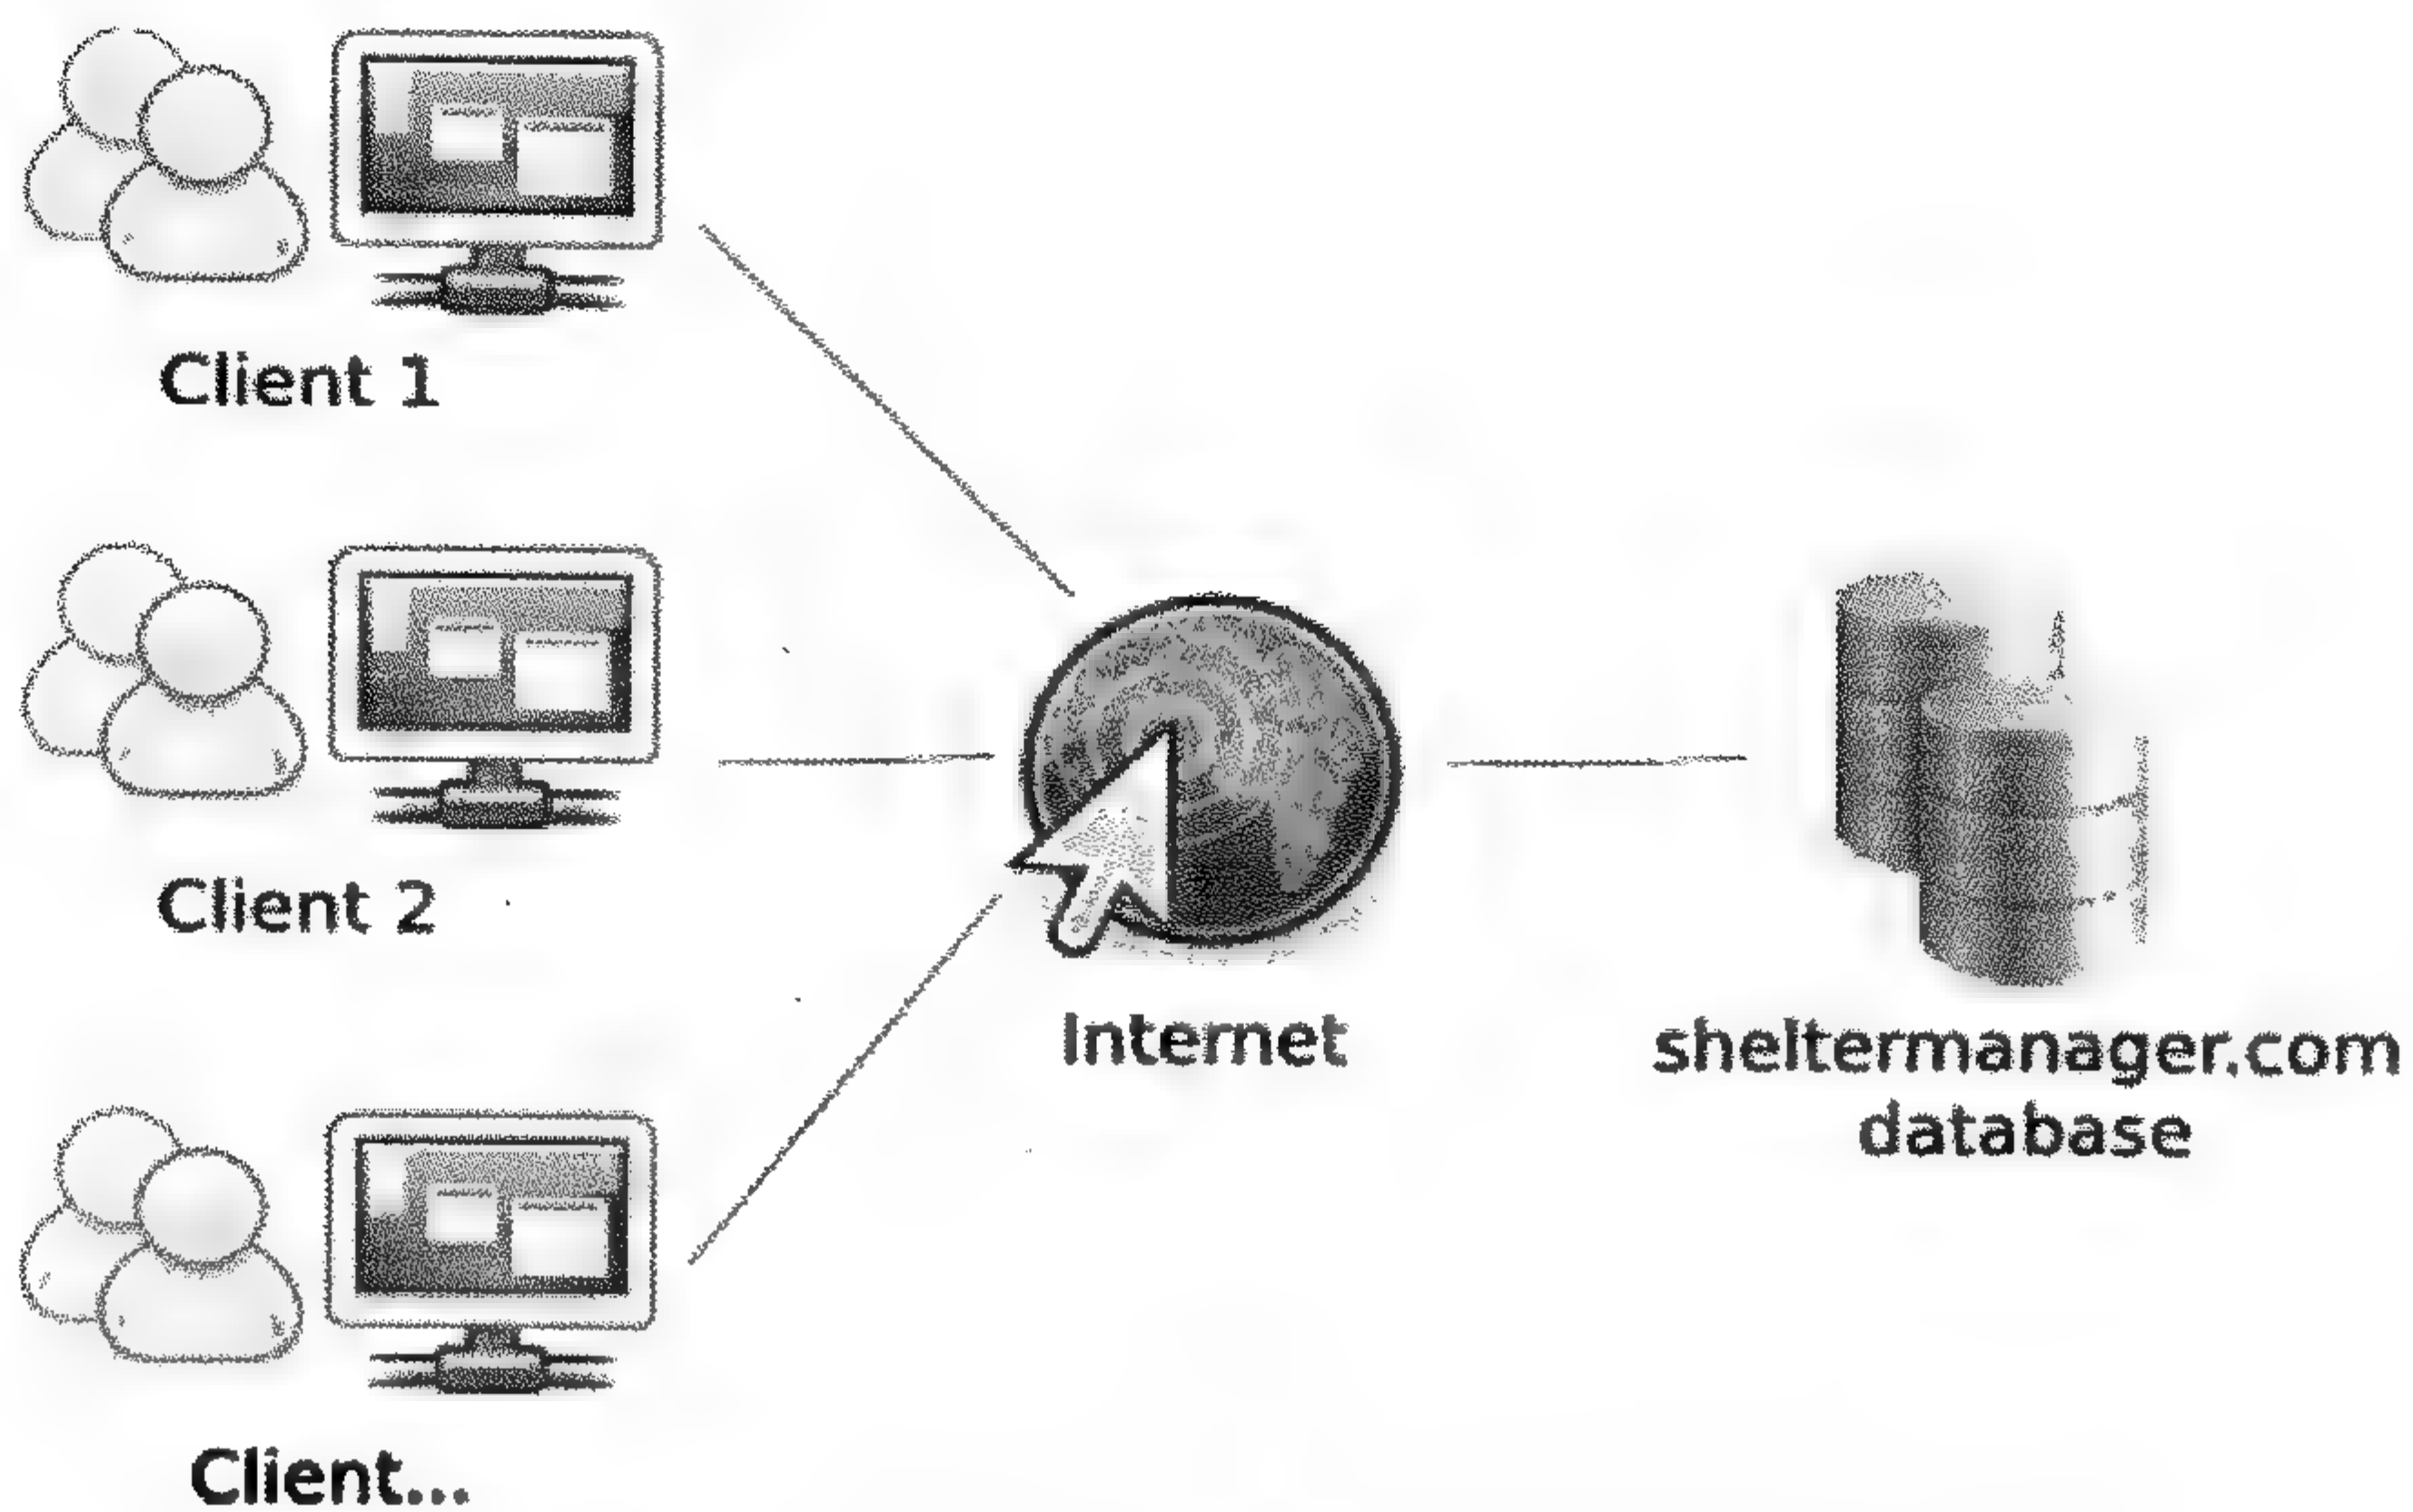 Client 1
Client 2
Internet
sheltermanager.com
database
Client...